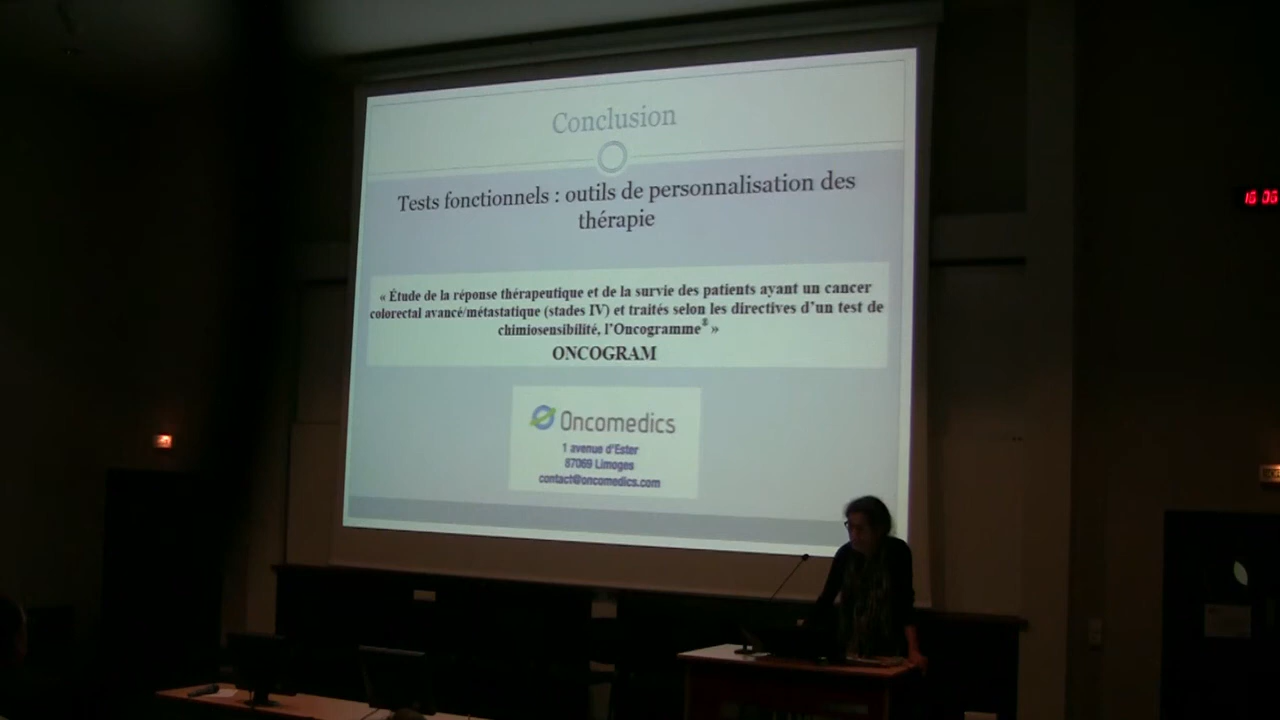 Conclusion
Tests fonctionnels : outils de personnalisation des
thérapie
« Étude de la réponse thérapeutique et de la survie des patients ayant un cancer
colorectal avancé/métastatique (stades IV) et traités selon les directives d'un test de
chimiosensibilité, l'Oncogramme® »
ONCOGRAM
Oncomedics
1 avenue d'Ester
87069 Limoges
contact@oncomedics.com